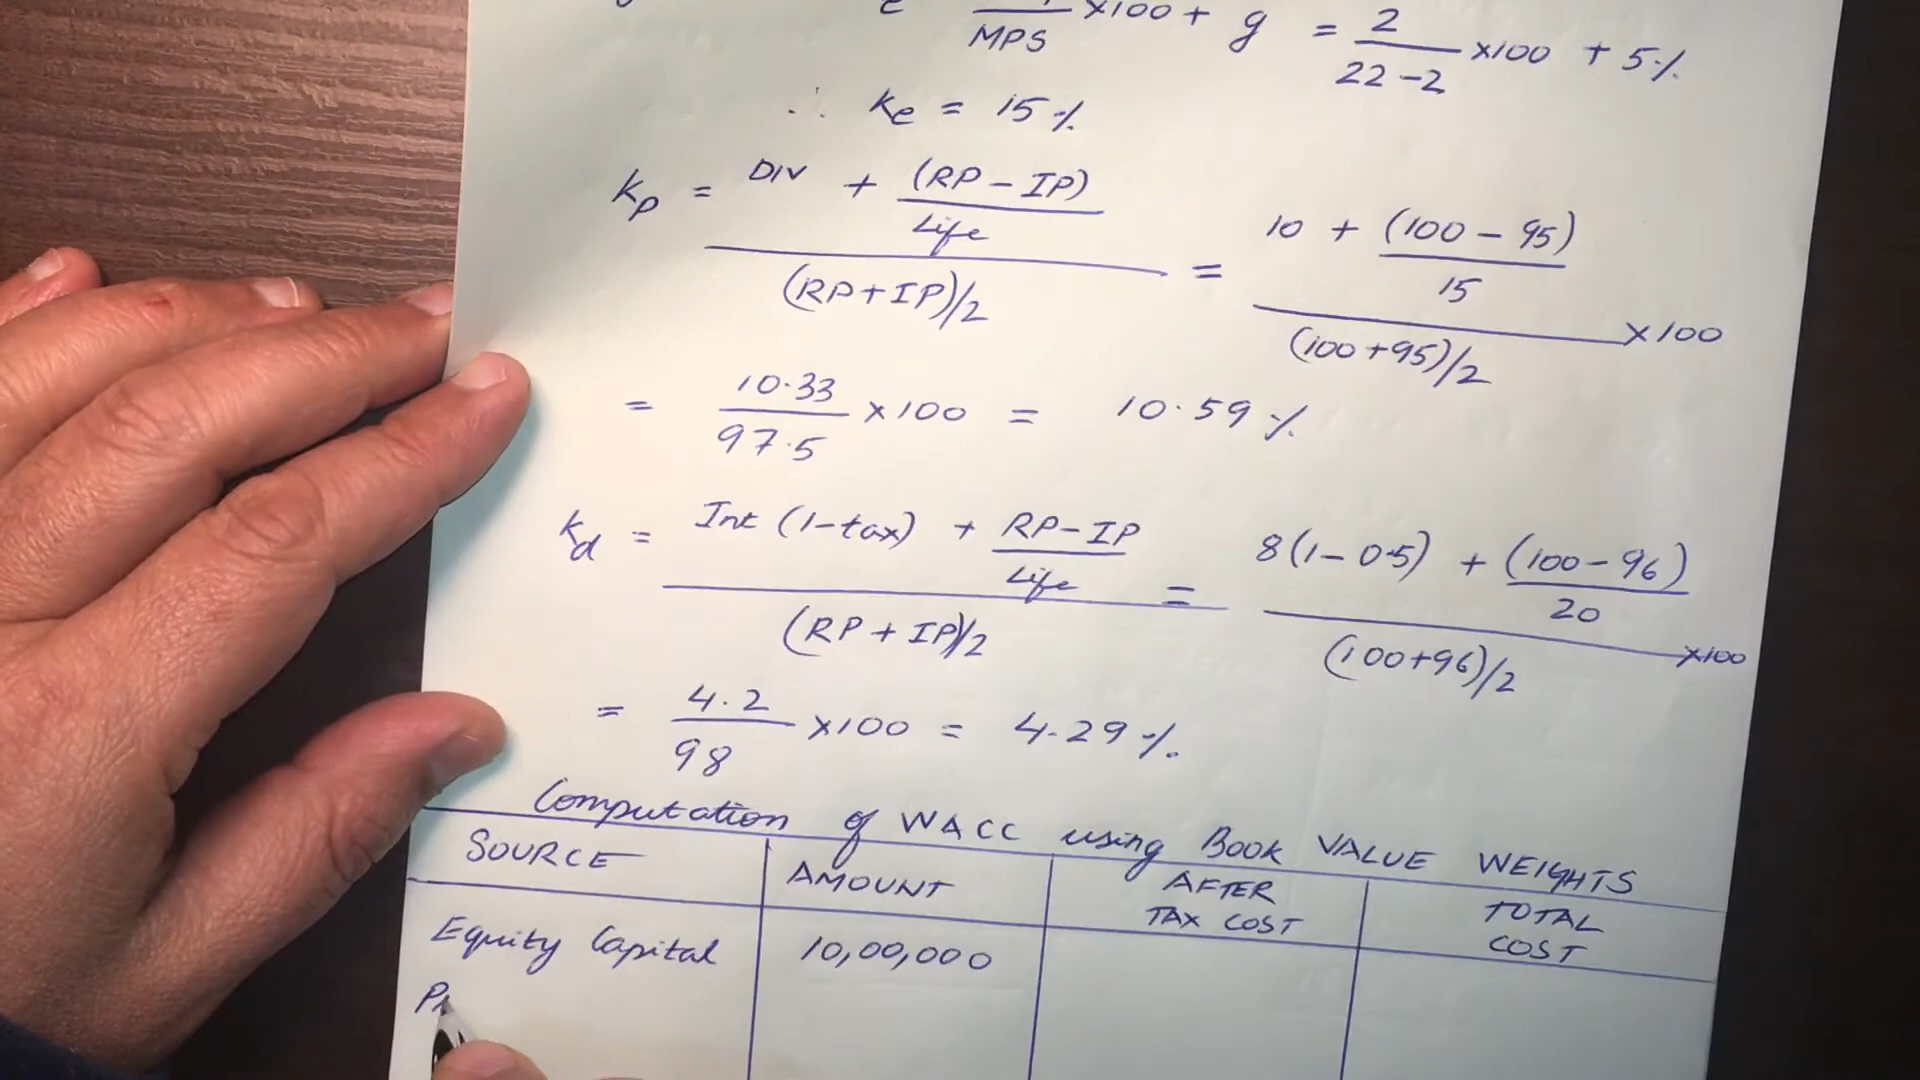 MPS x100 + g = 2 / 22-2 x100 + 5%
∴ Ke = 15%
Kp = DIV + (RP - IP) / Life
(RP+IP)/2
= 10 + (100 - 95) / 15
(100+95)/2 x100
= 10.33 / 97.5 x100 = 10.59%
Kd = Int (1-tax) + RP-IP / Life
(RP + IP)/2
= 8(1-0.5) + (100-96) / 20
(100+96)/2 x100
= 4.2 / 98 x100 = 4.29%.
Computation of WACC using Book VALUE WEIGHTS
SOURCE AMOUNT AFTER TAX COST TOTAL COST
Equity Capital 10,00,000